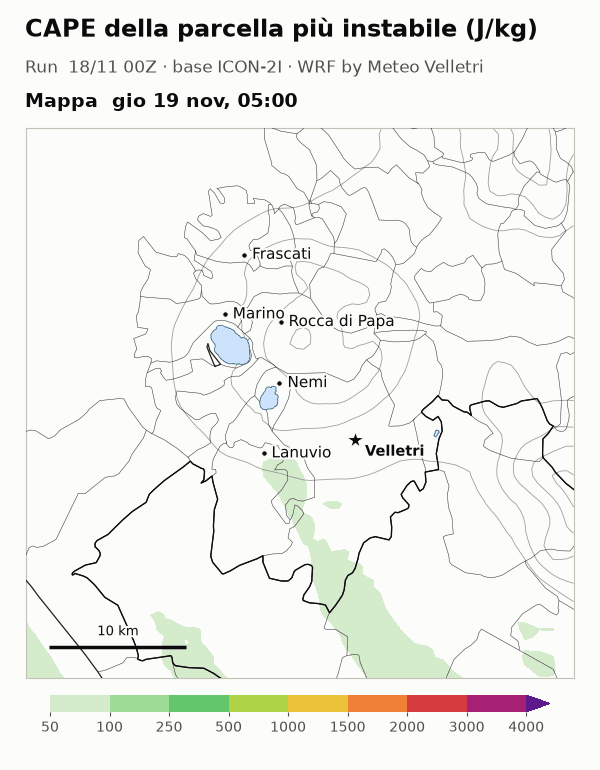 CAPE della parcella più instabile (J/kg)
Run  18/11 00Z · base ICON-2I · WRF by Meteo Velletri
Mappa  gio 19 nov, 05:00
Frascati
Marino
Rocca di Papa
Nemi
Velletri
Lanuvio
10 km
50 100 250 500 1000 1500 2000 3000 4000